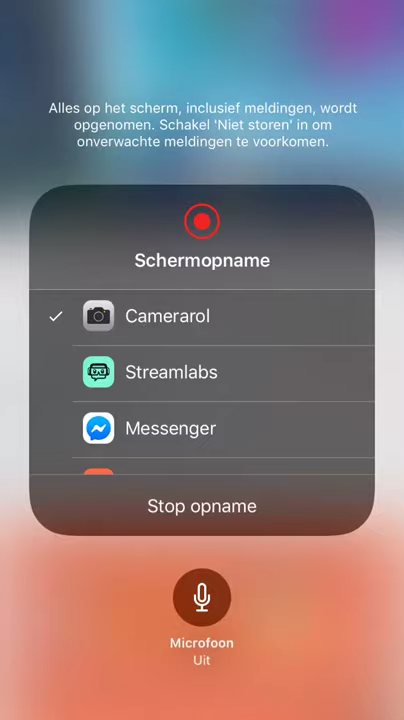 Alles op het scherm, inclusief meldingen, wordt
opgenomen. Schakel 'Niet storen' in om
onverwachte meldingen te voorkomen.
Schermopname
Camerarol
Streamlabs
Messenger
Stop opname
Microfoon
Uit